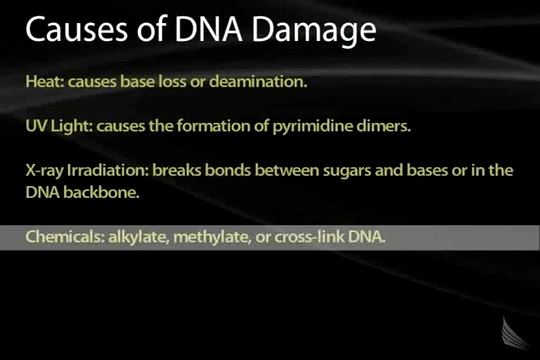 Causes of DNA Damage
Heat: causes base loss or deamination.
UV Light: causes the formation of pyrimidine dimers.
X-ray Irradiation: breaks bonds between sugars and bases or in the
DNA backbone.
Chemicals: alkylate, methylate, or cross-link DNA.